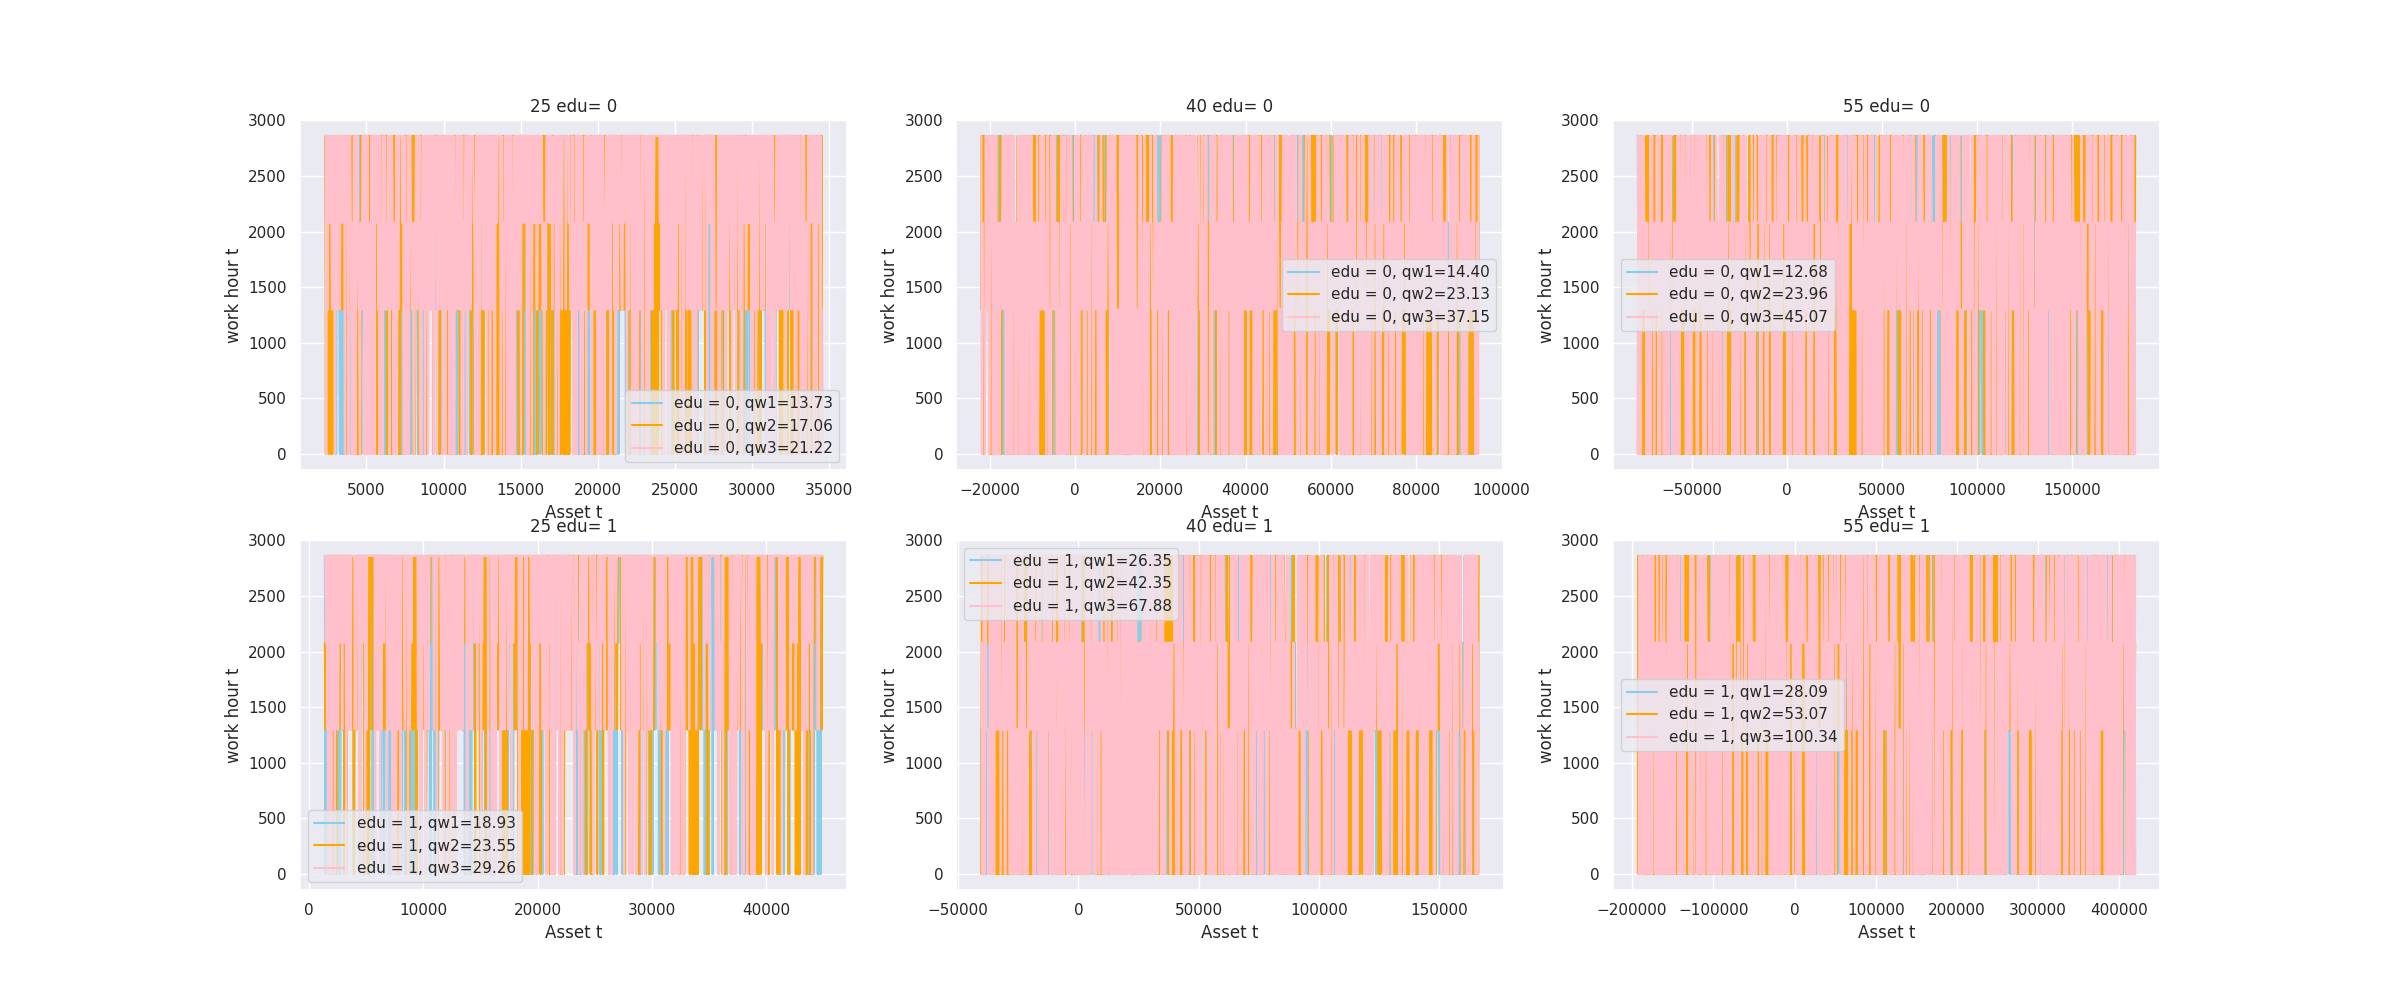 25 edu= 0
3000
2500
2000
1500
1000
500
0
work hour t
edu = 0, qw1=13.73
edu = 0, qw2=17.06
edu = 0, qw3=21.22
5000 10000 15000 20000 25000 30000 35000
Asset t
40 edu= 0
3000
2500
2000
1500
1000
500
0
work hour t
edu = 0, qw1=14.40
edu = 0, qw2=23.13
edu = 0, qw3=37.15
−20000 0 20000 40000 60000 80000 100000
Asset t
55 edu= 0
3000
2500
2000
1500
1000
500
0
work hour t
edu = 0, qw1=12.68
edu = 0, qw2=23.96
edu = 0, qw3=45.07
−50000 0 50000 100000 150000
Asset t
25 edu= 1
3000
2500
2000
1500
1000
500
0
work hour t
edu = 1, qw1=18.93
edu = 1, qw2=23.55
edu = 1, qw3=29.26
0 10000 20000 30000 40000
Asset t
40 edu= 1
3000
2500
2000
1500
1000
500
0
work hour t
edu = 1, qw1=26.35
edu = 1, qw2=42.35
edu = 1, qw3=67.88
−50000 0 50000 100000 150000
Asset t
55 edu= 1
3000
2500
2000
1500
1000
500
0
work hour t
edu = 1, qw1=28.09
edu = 1, qw2=53.07
edu = 1, qw3=100.34
−200000 −100000 0 100000 200000 300000 400000
Asset t